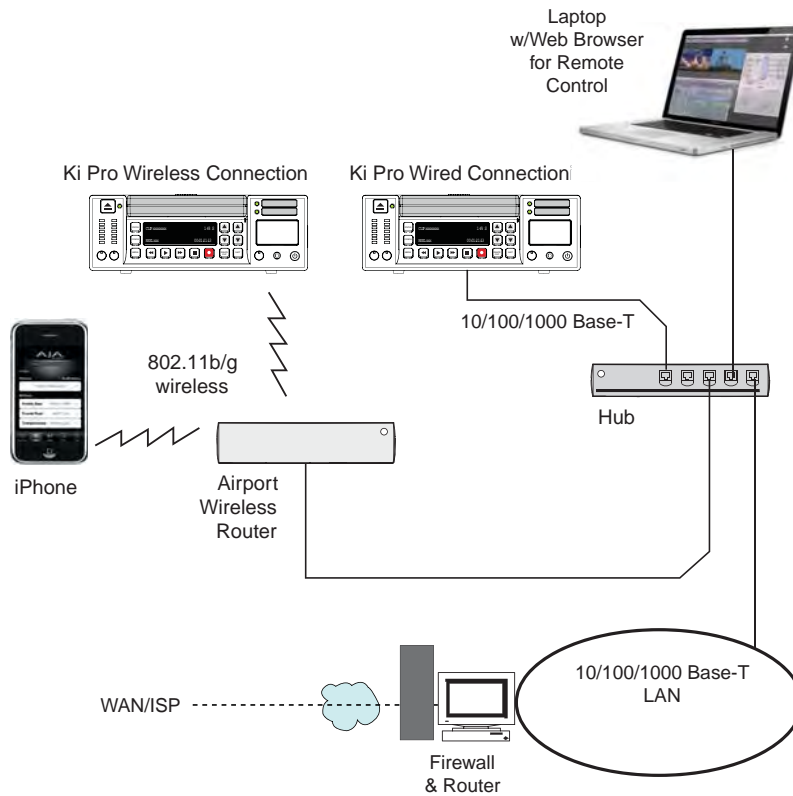 Laptop
w/Web Browser
for Remote
Control
Ki Pro Wireless Connection
Ki Pro Wired Connection
10/100/1000 Base-T
802.11b/g
wireless
Hub
AJA
iPhone
Airport
Wireless
Router
10/100/1000 Base-T
LAN
WAN/ISP
Firewall
& Router